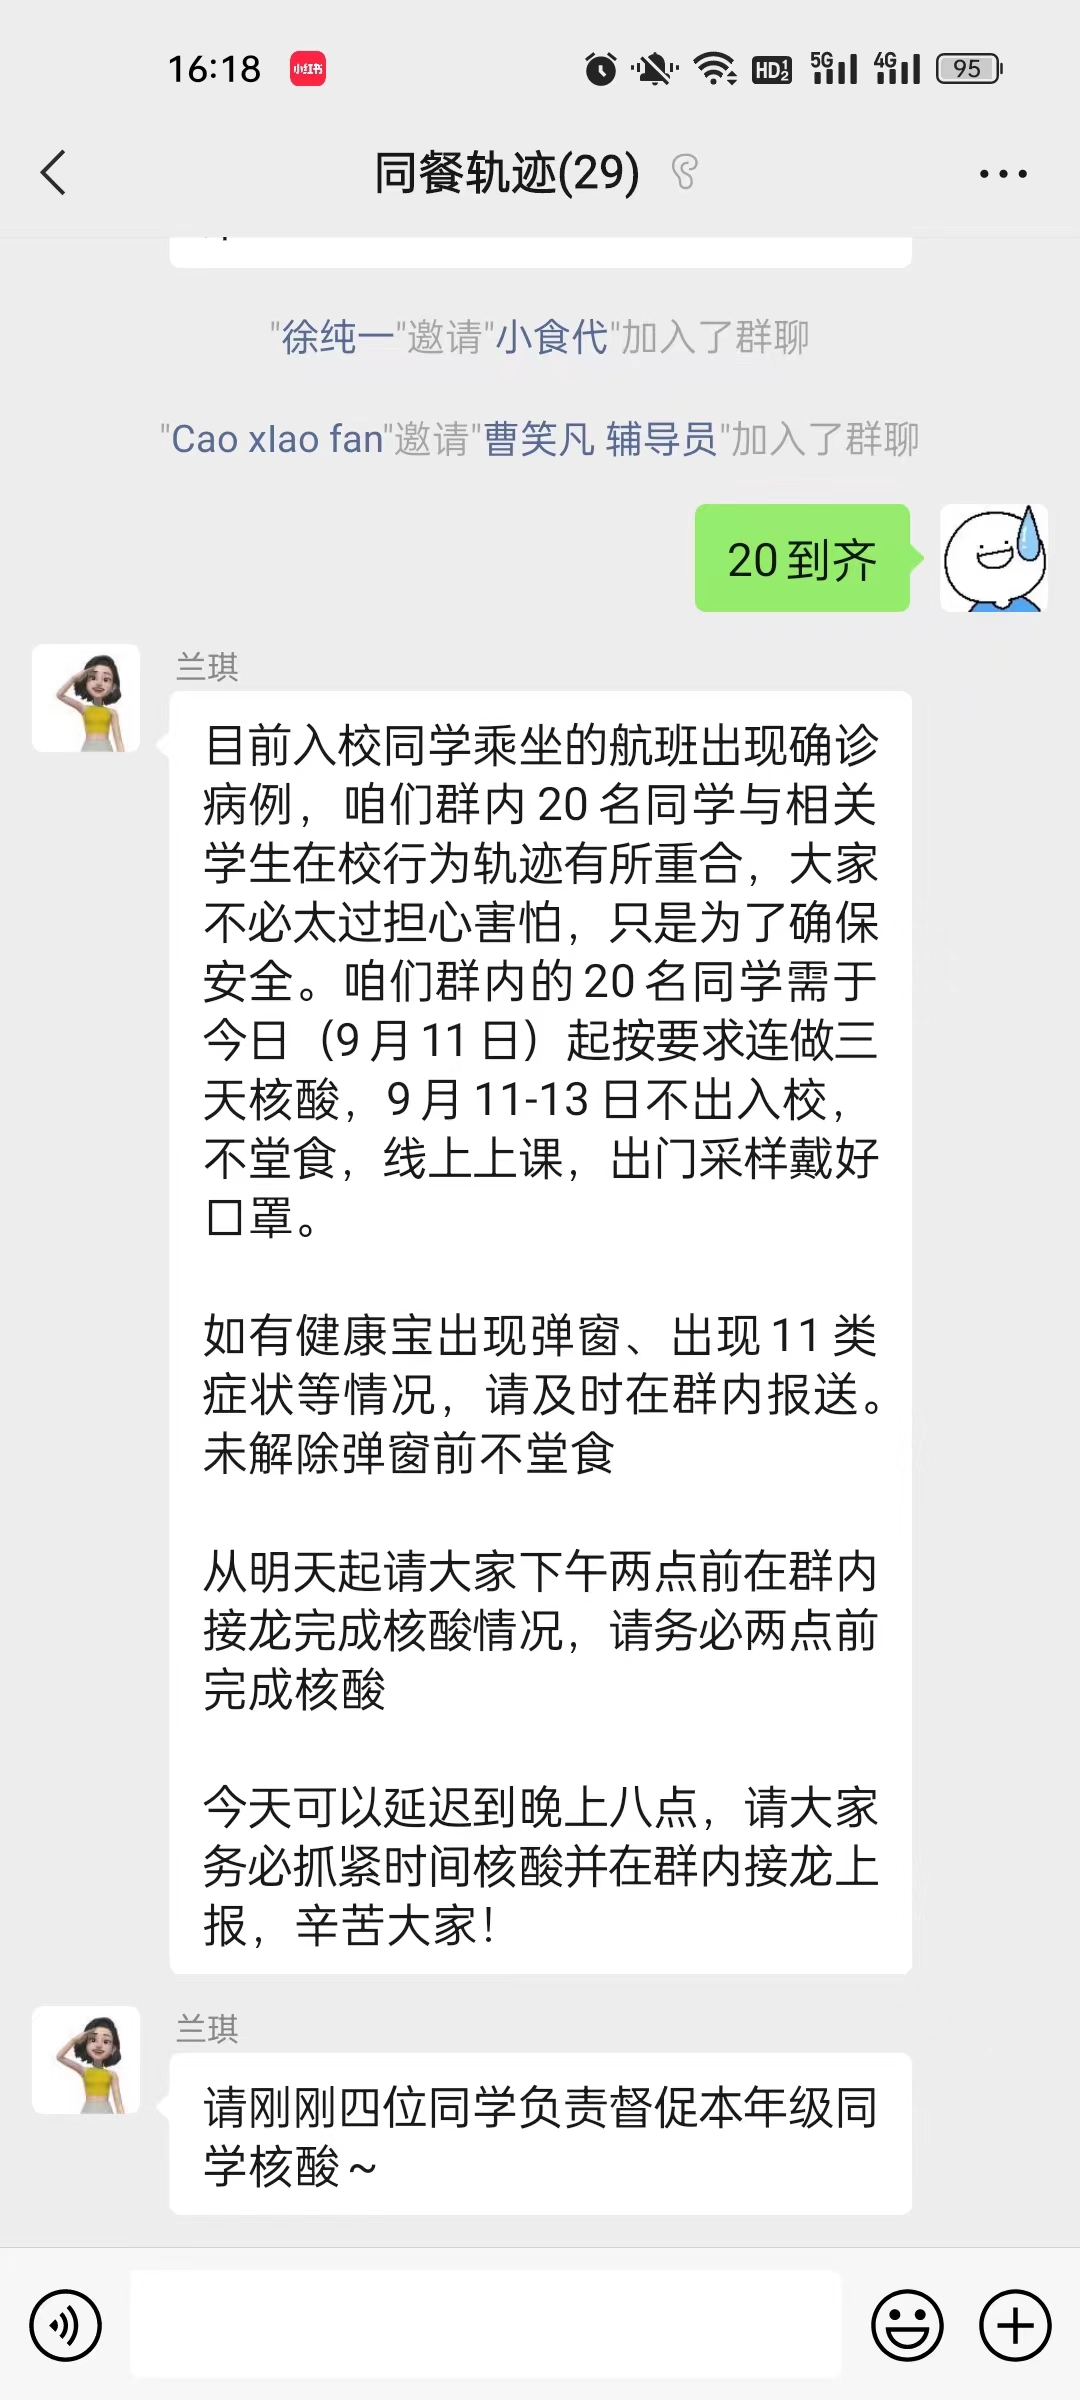 16:18 小红书 HD 1 2 5G 4G 95
同餐轨迹(29)
"徐纯一"邀请"小食代"加入了群聊
"Cao xIao fan"邀请"曹笑凡 辅导员"加入了群聊
20到齐
兰琪
目前入校同学乘坐的航班出现确诊
病例，咱们群内20名同学与相关
学生在校行为轨迹有所重合，大家
不必太过担心害怕，只是为了确保
安全。咱们群内的20名同学需于
今日（9月11日）起按要求连做三
天核酸，9月11-13日不出入校，
不堂食，线上上课，出门采样戴好
口罩。
如有健康宝出现弹窗、出现11类
症状等情况，请及时在群内报送。
未解除弹窗前不堂食
从明天起请大家下午两点前在群内
接龙完成核酸情况，请务必两点前
完成核酸
今天可以延迟到晚上八点，请大家
务必抓紧时间核酸并在群内接龙上
报，辛苦大家！
兰琪
请刚刚四位同学负责督促本年级同
学核酸～